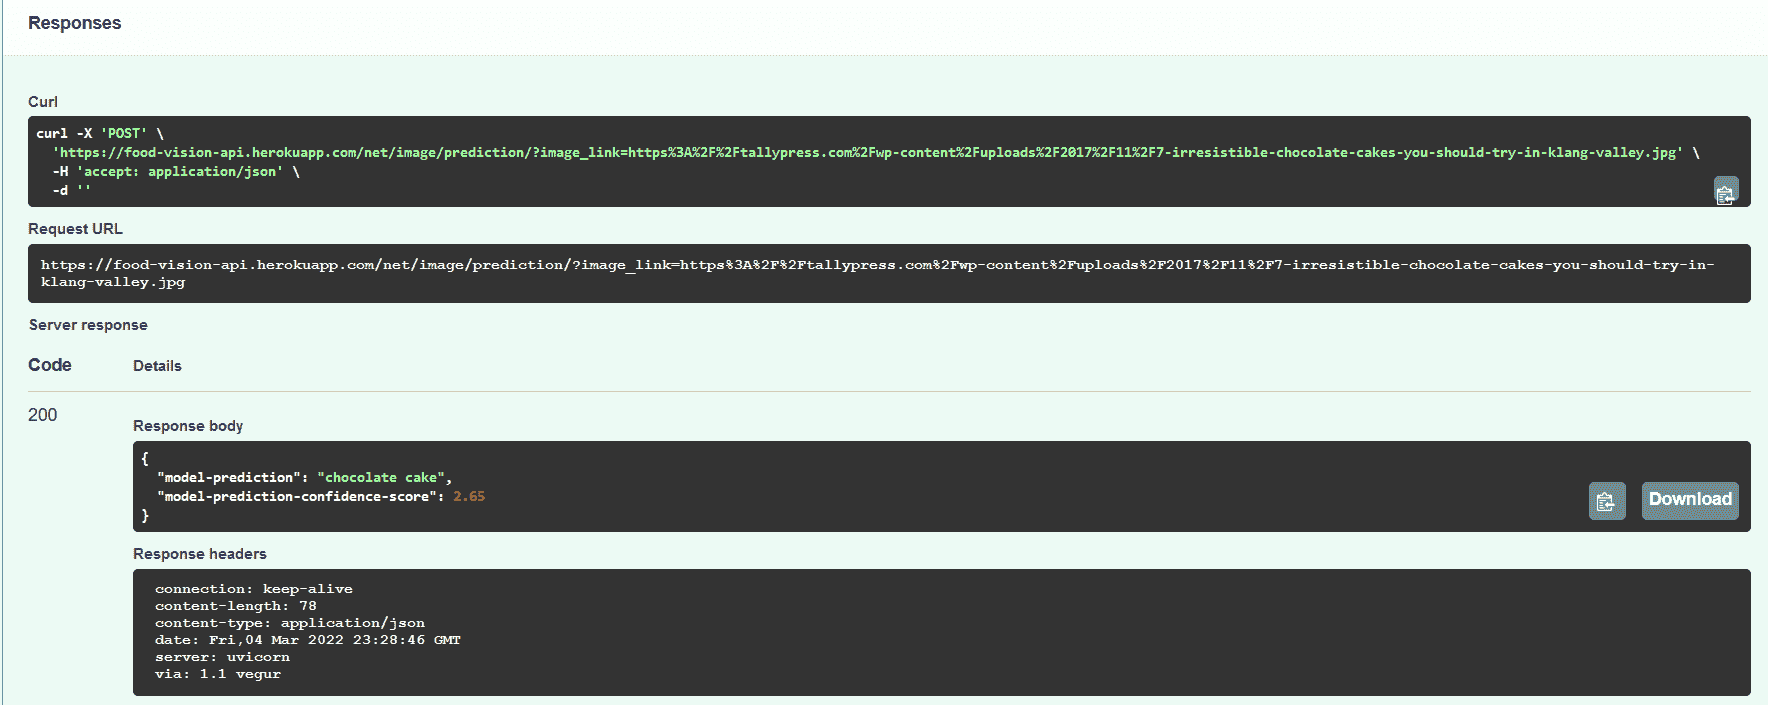 Responses
Curl
curl -X 'POST' \
'https://food-vision-api.herokuapp.com/net/image/prediction/?image_link=https%3A%2F%2Ftallypress.com%2Fwp-content%2Fuploads%2F2017%2F11%2F7-irresistible-chocolate-cakes-you-should-try-in-klang-valley.jpg' \
-H 'accept: application/json' \
-d ''
Request URL
https://food-vision-api.herokuapp.com/net/image/prediction/?image_link=https%3A%2F%2Ftallypress.com%2Fwp-content%2Fuploads%2F2017%2F11%2F7-irresistible-chocolate-cakes-you-should-try-in-
klang-valley.jpg
Server response
Code Details
200
Response body
{
"model-prediction": "chocolate cake",
"model-prediction-confidence-score": 2.65
}
Download
Response headers
connection: keep-alive
content-length: 78
content-type: application/json
date: Fri,04 Mar 2022 23:28:46 GMT
server: uvicorn
via: 1.1 vegur